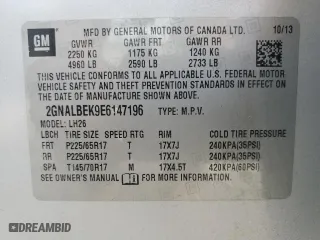 GM
MFD BY GENERAL MOTORS OF CANADA LTD. 10/13
GVWR GAWR FRT GAWR RR
2250 KG 1175 KG 1240 KG
4960 LB 2590 LB 2733 LB
THIS VEHICLE CONFORMS TO ALL APPLICABLE U.S. FEDERAL MOTOR
VEHICLE SAFETY AND THEFT PREVENTION STANDARDS IN EFFECT ON
THE DATE OF MANUFACTURE SHOWN ABOVE.
2GNALBEK9E6147196 TYPE: M.P.V.
MODEL: LH26
LBCH TIRE SIZE SPEED RTG RIM COLD TIRE PRESSURE
FRT P225/65R17 T 17X7J 240KPA(35PSI)
RR P225/65R17 T 17X7J 240KPA(35PSI)
SPA T145/70R17 M 17X4.5T 420KPA(60PSI)
SEE OWNER'S MANUAL FOR ADDITIONAL INFORMATION.
© AutoBidMaster